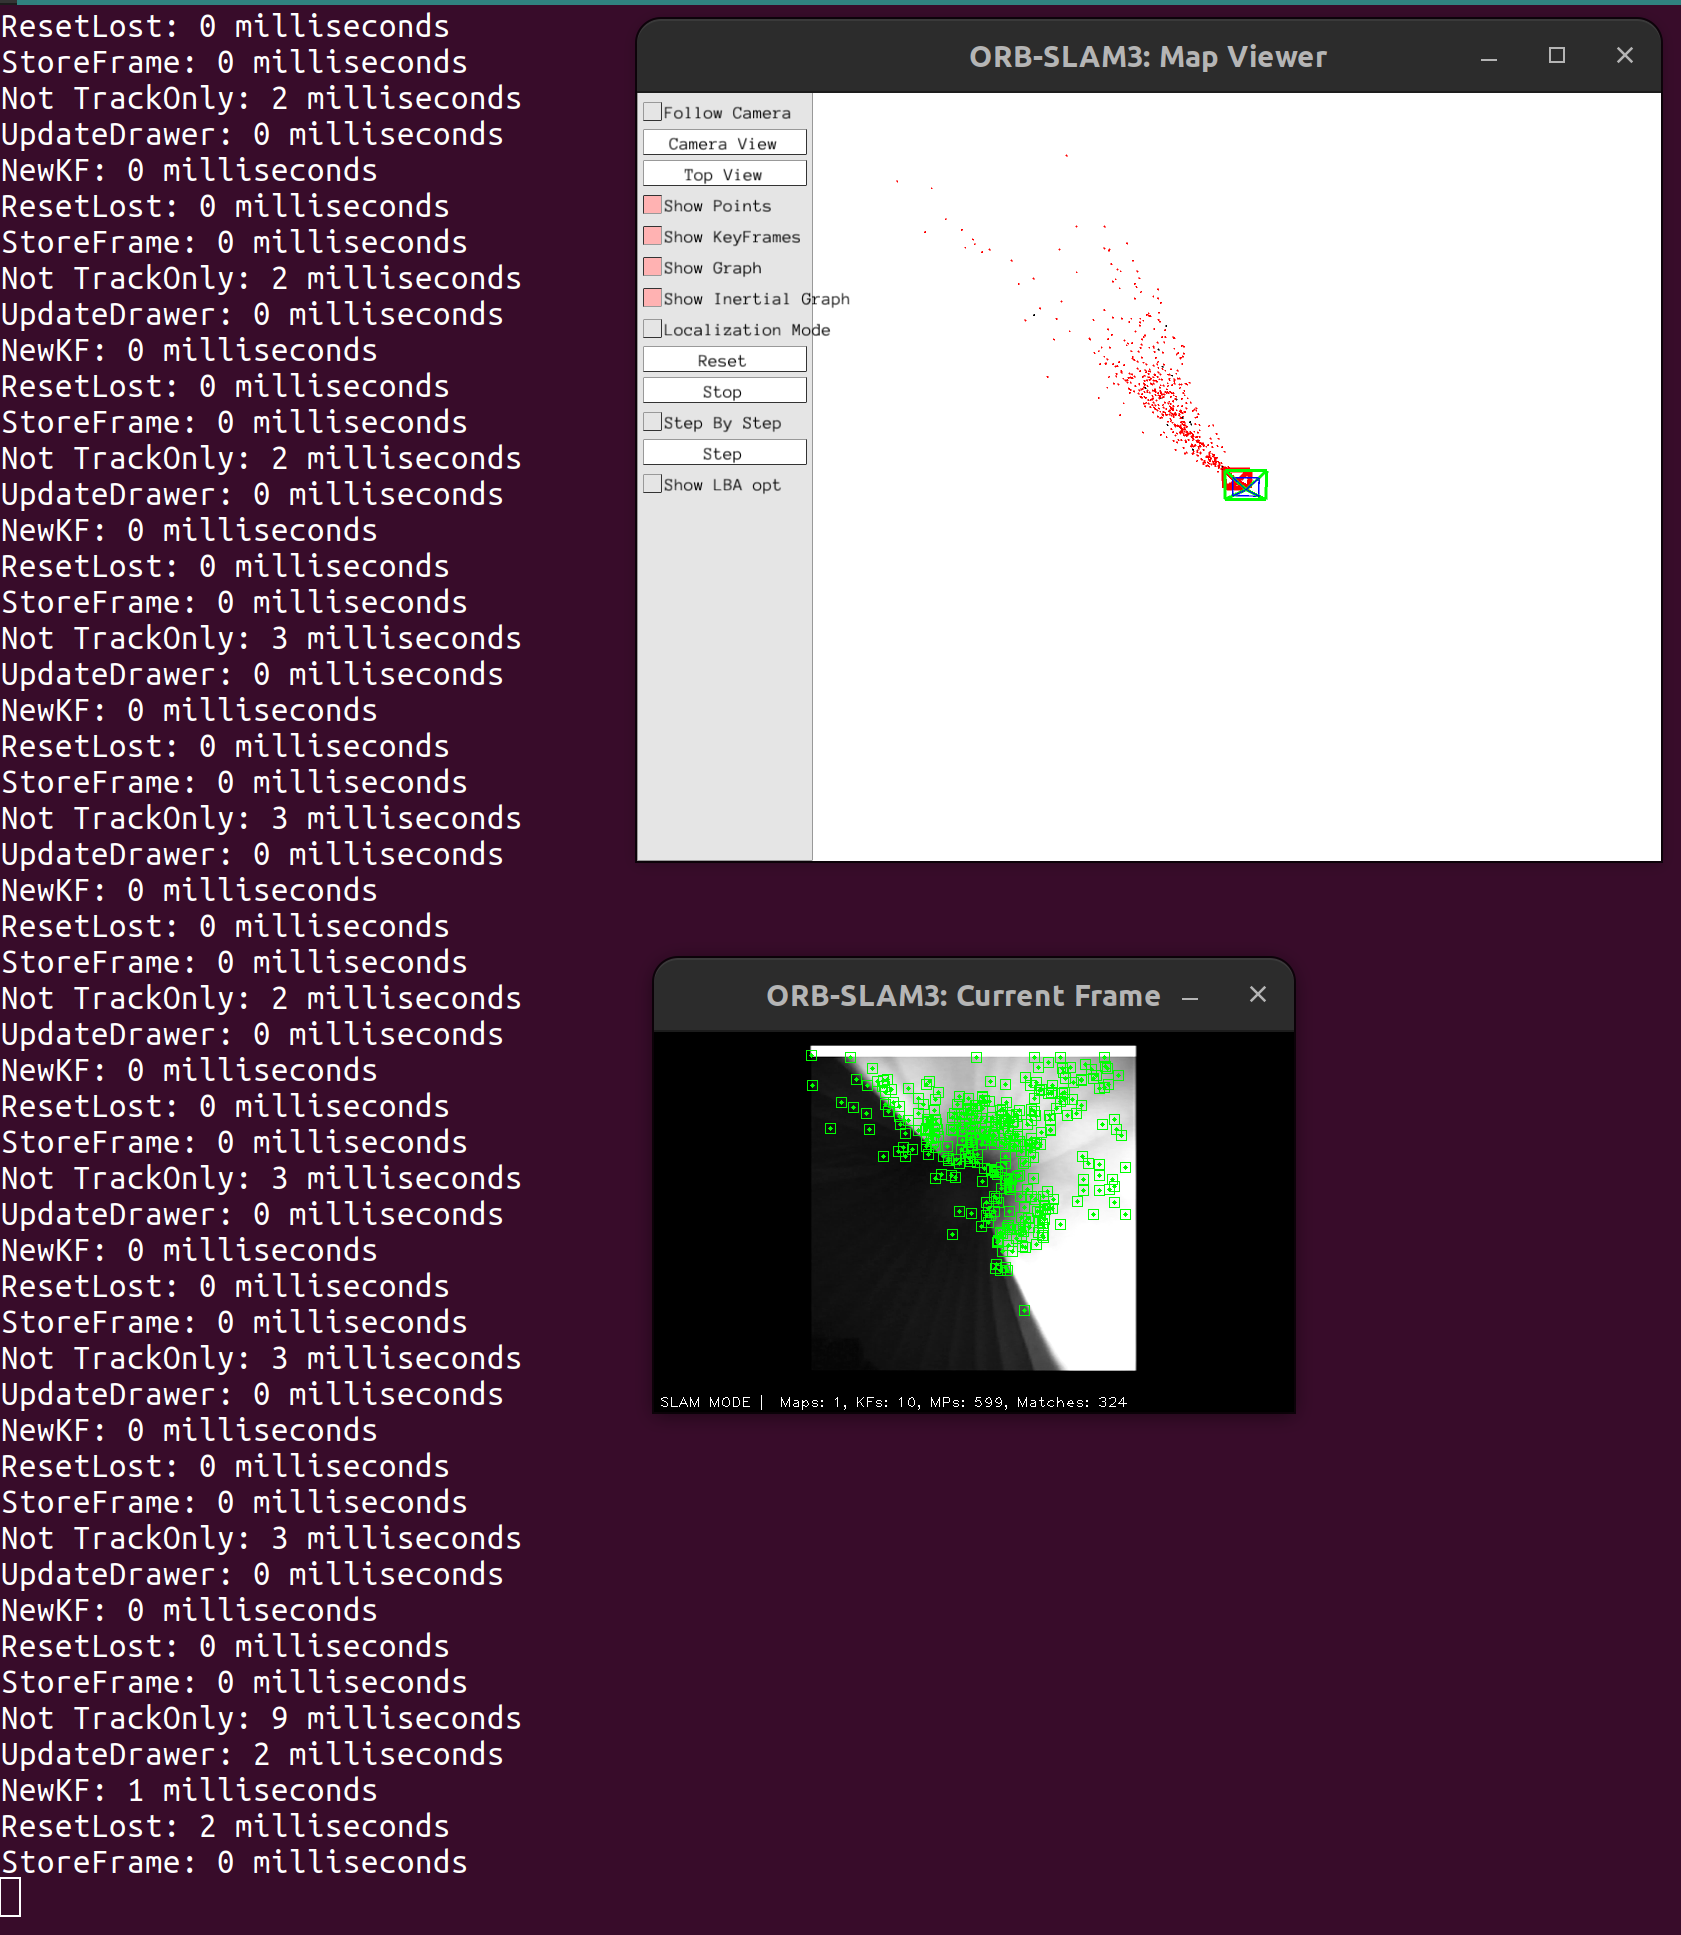 ResetLost: 0 milliseconds
StoreFrame: 0 milliseconds
Not TrackOnly: 2 milliseconds
UpdateDrawer: 0 milliseconds
NewKF: 0 milliseconds
ResetLost: 0 milliseconds
StoreFrame: 0 milliseconds
Not TrackOnly: 2 milliseconds
UpdateDrawer: 0 milliseconds
NewKF: 0 milliseconds
ResetLost: 0 milliseconds
StoreFrame: 0 milliseconds
Not TrackOnly: 2 milliseconds
UpdateDrawer: 0 milliseconds
NewKF: 0 milliseconds
ResetLost: 0 milliseconds
StoreFrame: 0 milliseconds
Not TrackOnly: 3 milliseconds
UpdateDrawer: 0 milliseconds
NewKF: 0 milliseconds
ResetLost: 0 milliseconds
StoreFrame: 0 milliseconds
Not TrackOnly: 3 milliseconds
UpdateDrawer: 0 milliseconds
NewKF: 0 milliseconds
ResetLost: 0 milliseconds
StoreFrame: 0 milliseconds
Not TrackOnly: 2 milliseconds
UpdateDrawer: 0 milliseconds
NewKF: 0 milliseconds
ResetLost: 0 milliseconds
StoreFrame: 0 milliseconds
Not TrackOnly: 3 milliseconds
UpdateDrawer: 0 milliseconds
NewKF: 0 milliseconds
ResetLost: 0 milliseconds
StoreFrame: 0 milliseconds
Not TrackOnly: 3 milliseconds
UpdateDrawer: 0 milliseconds
NewKF: 0 milliseconds
ResetLost: 0 milliseconds
StoreFrame: 0 milliseconds
Not TrackOnly: 3 milliseconds
UpdateDrawer: 0 milliseconds
NewKF: 0 milliseconds
ResetLost: 0 milliseconds
StoreFrame: 0 milliseconds
Not TrackOnly: 9 milliseconds
UpdateDrawer: 2 milliseconds
NewKF: 1 milliseconds
ResetLost: 2 milliseconds
StoreFrame: 0 milliseconds
ORB-SLAM3: Map Viewer
Follow Camera
Camera View
Top View
Show Points
Show KeyFrames
Show Graph
Show Inertial Graph
Localization Mode
Reset
Stop
Step By Step
Step
Show LBA opt
ORB-SLAM3: Current Frame
SLAM MODE | Maps: 1, KFs: 10, MPs: 599, Matches: 324